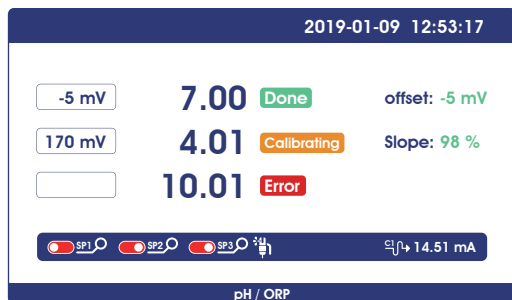 2019-01-09 12:53:17
-5 mV 7.00 Done offset: -5 mV
170 mV 4.01 Calibrating Slope: 98 %
10.01 Error
SP1 SP2 SP3 C1 14.51 mA
pH / ORP